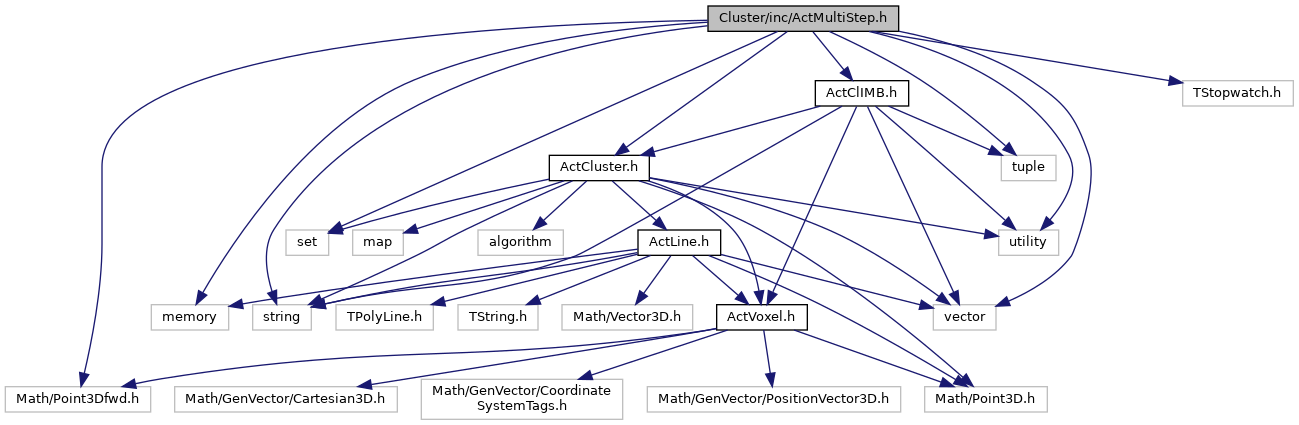 Cluster/inc/ActMultiStep.h
ActClIMB.h
TStopwatch.h
ActCluster.h
tuple
set
map
algorithm
ActLine.h
utility
memory
string
TPolyLine.h
TString.h
Math/Vector3D.h
ActVoxel.h
vector
Math/Point3Dfwd.h
Math/GenVector/Cartesian3D.h
Math/GenVector/Coordinate
SystemTags.h
Math/GenVector/PositionVector3D.h
Math/Point3D.h